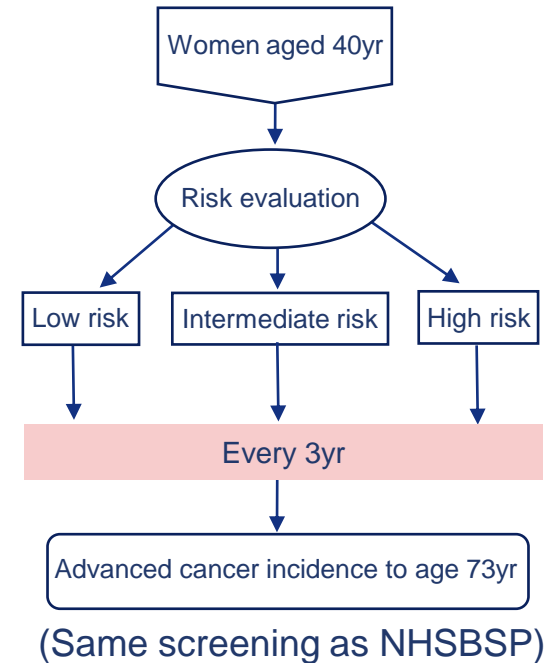 Women aged 40yr
Risk evaluation
Low risk
Intermediate risk
High risk
Every 3yr
Advanced cancer incidence to age 73yr
(Same screening as NHSBSP)